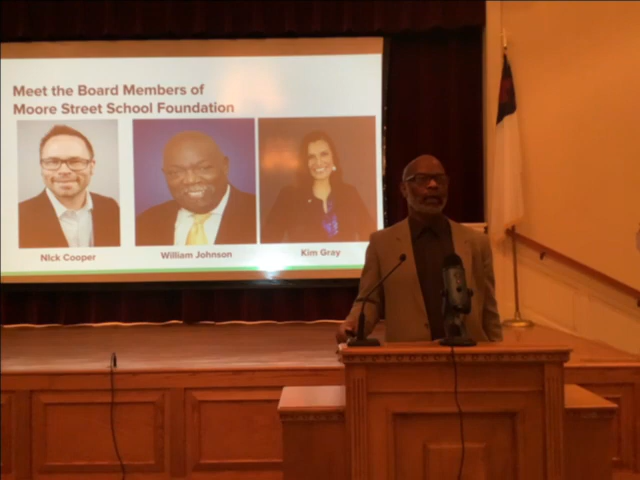 Meet the Board Members of
Moore Street School Foundation
NIck Cooper
William Johnson
Kim Gray